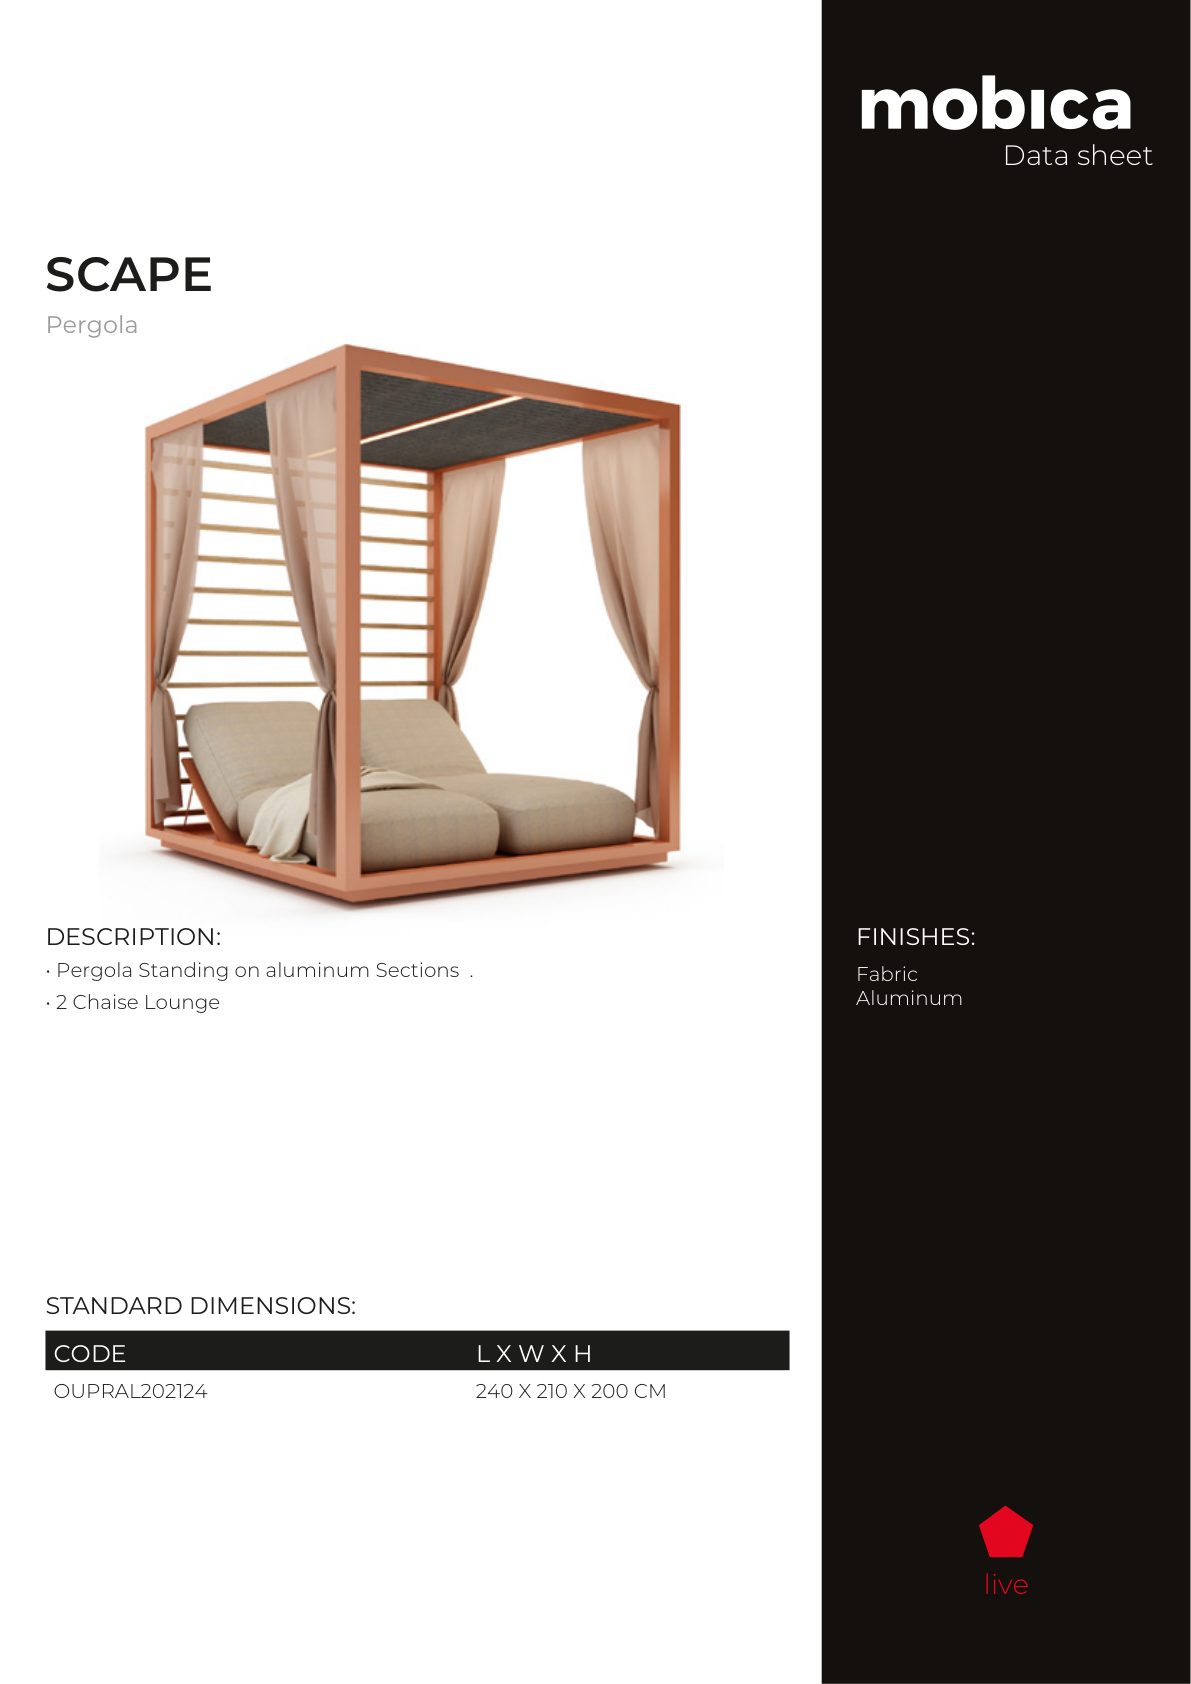 mobica
Data sheet
SCAPE
Pergola
DESCRIPTION:
• Pergola Standing on aluminum Sections  .
• 2 Chaise Lounge
FINISHES:
Fabric
Aluminum
STANDARD DIMENSIONS:
CODE L X W X H
OUPRAL202124 240 X 210 X 200 CM
live